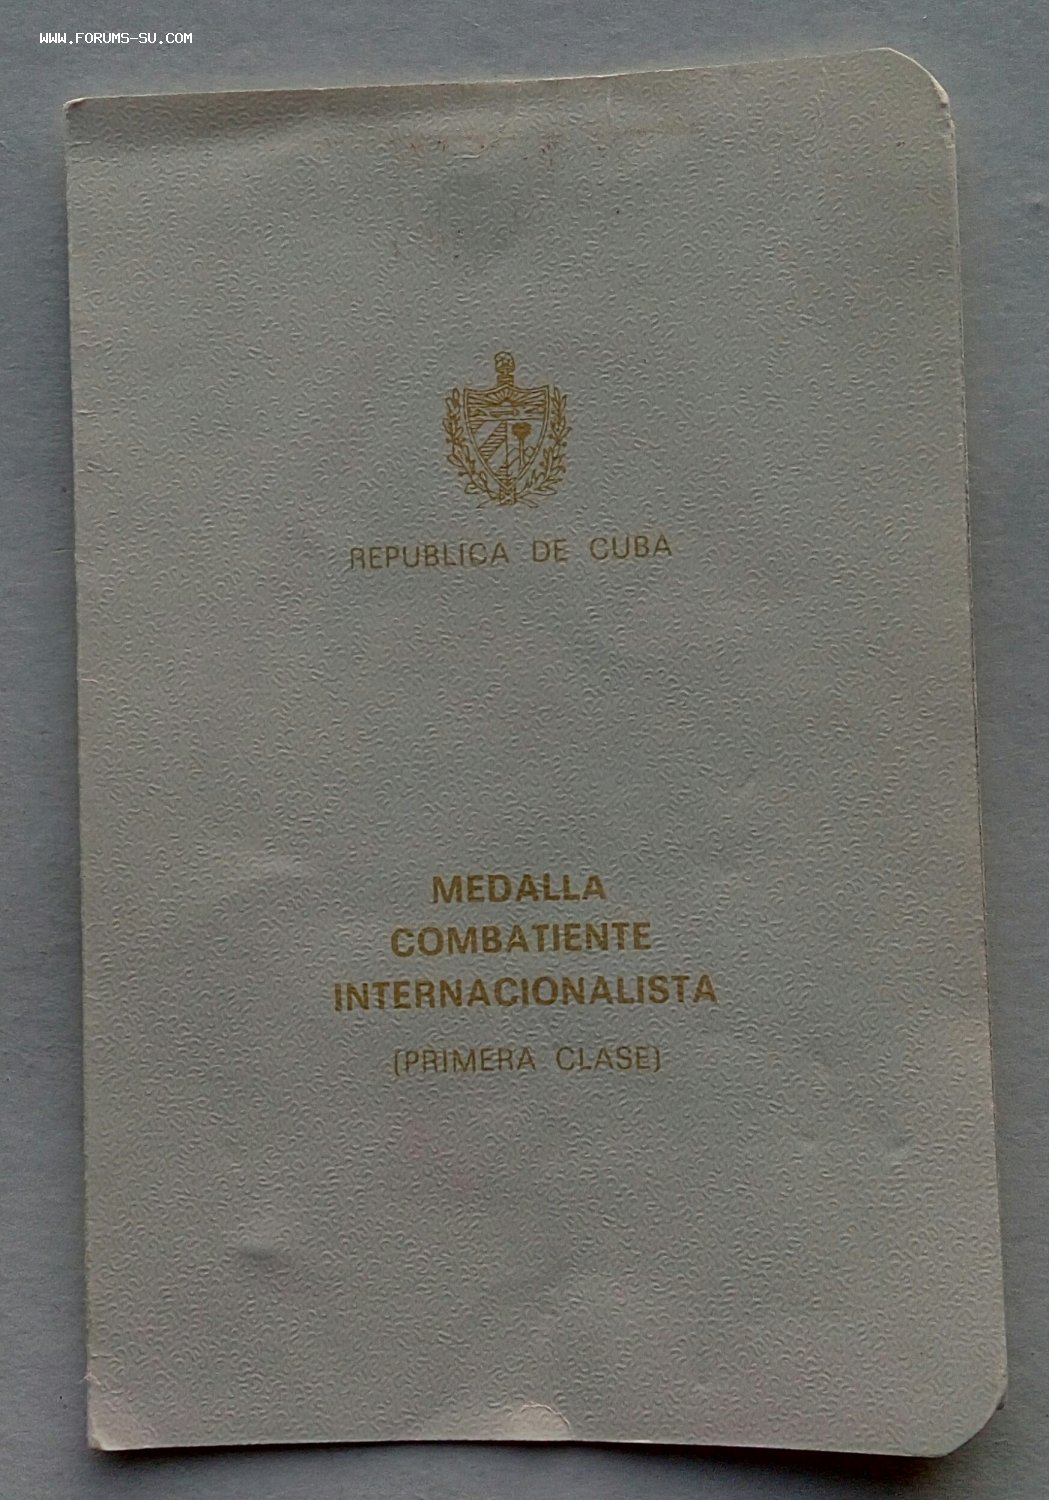 WWW.FORUMS-SU.COM
REPUBLICA DE CUBA
MEDALLA
COMBATIENTE
INTERNACIONALISTA
(PRIMERA CLASE)